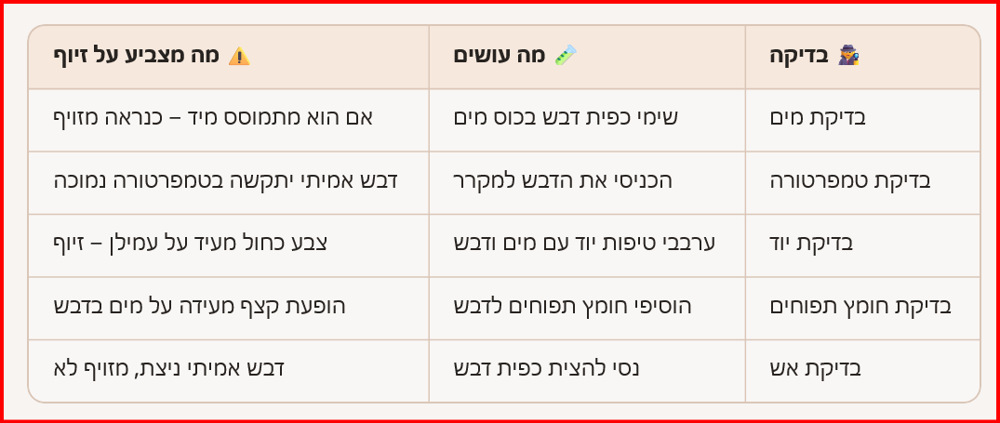 🕵️ בדיקה
🧪 מה עושים
⚠️ מה מצביע על זיוף
בדיקת מים
שימי כפית דבש בכוס מים
אם הוא מתמוסס מיד – כנראה מזויף
בדיקת טמפרטורה
הכניסי את הדבש למקרר
דבש אמיתי יתקשה בטמפרטורה נמוכה
בדיקת יוד
ערבבי טיפות יוד עם מים ודבש
צבע כחול מעיד על עמילן – זיוף
בדיקת חומץ תפוחים
הוסיפי חומץ תפוחים לדבש
הופעת קצף מעידה על מים בדבש
בדיקת אש
נסי להצית כפית דבש
דבש אמיתי ניצת, מזויף לא